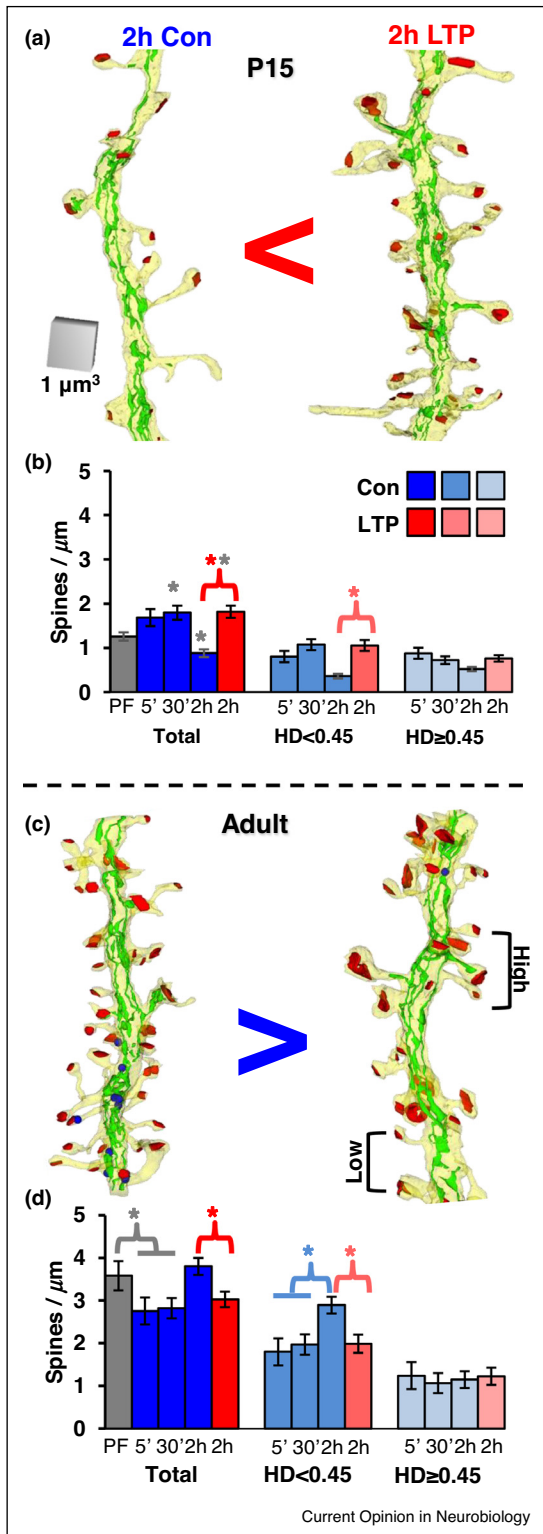 (a)
2h Con
2h LTP
P15
<
1 μm³
(b)
Spines / μm
5
4
3
2
1
0
Con
LTP
* * * *
*
PF 5’ 30’ 2h 2h
5’ 30’ 2h 2h
5’ 30’ 2h 2h
Total
HD<0.45
HD≥0.45
(c)
Adult
>
High
Low
(d)
Spines / μm
5
4
3
2
1
0
* *
* *
PF 5’ 30’ 2h 2h
5’ 30’ 2h 2h
5’ 30’ 2h 2h
Total
HD<0.45
HD≥0.45
Current Opinion in Neurobiology